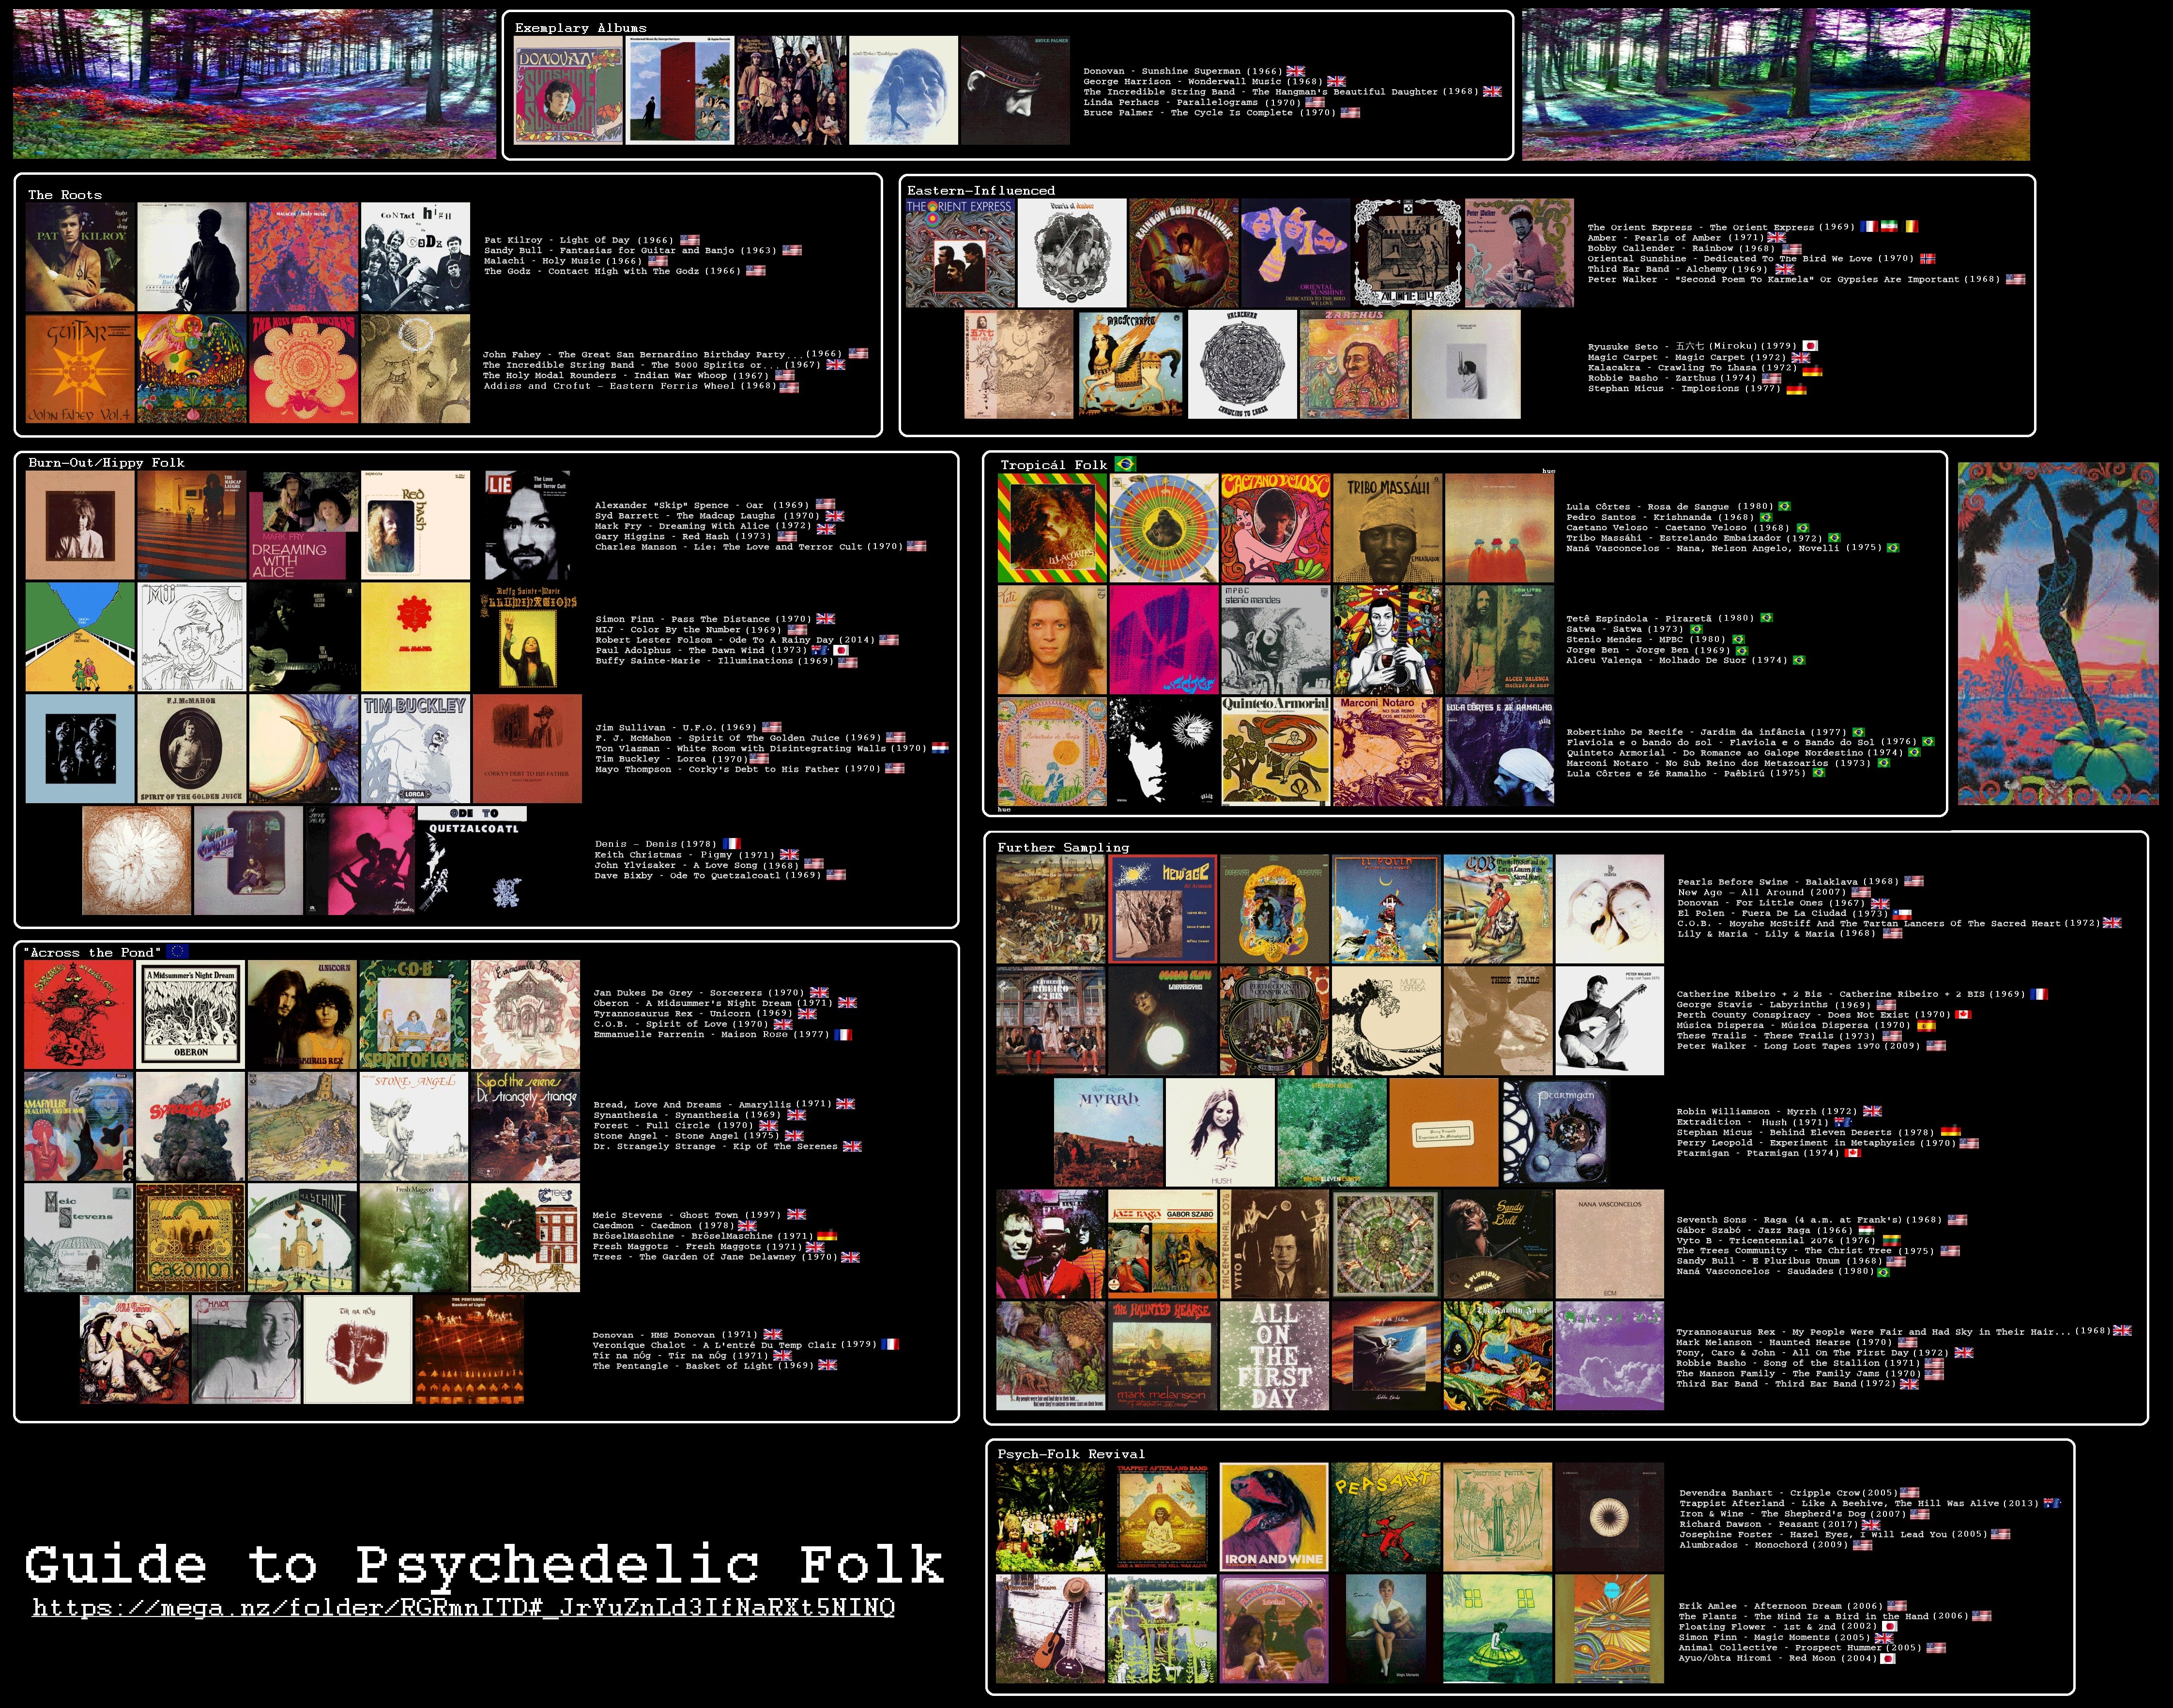 Exemplary Albums
Donovan - Sunshine Superman (1966)
George Harrison - Wonderwall Music (1968)
The Incredible String Band - The Hangman's Beautiful Daughter (1968)
Linda Perhacs - Parallelograms (1970)
Bruce Palmer - The Cycle Is Complete (1970)
The Roots
Pat Kilroy - Light Of Day (1966)
Sandy Bull - Fantasias for Guitar and Banjo (1963)
Malachi - Holy Music (1966)
The Godz - Contact High with The Godz (1966)
John Fahey - The Great San Bernardino Birthday Party... (1966)
The Incredible String Band - The 5000 Spirits or... (1967)
The Holy Modal Rounders - Indian War Whoop (1967)
Addiss and Crofut – Eastern Ferris Wheel (1968)
Eastern-Influenced
The Orient Express - The Orient Express (1969)
Amber - Pearls of Amber (1971)
Bobby Callender - Rainbow (1968)
Oriental Sunshine - Dedicated To The Bird We Love (1970)
Third Ear Band - Alchemy (1969)
Peter Walker - "Second Poem To Karmela" Or Gypsies Are Important (1968)
Ryusuke Seto - 五六七 (Miroku) (1979)
Magic Carpet - Magic Carpet (1972)
Kalacakra - Crawling To Lhasa (1972)
Robbie Basho - Zarthus (1974)
Stephan Micus - Implosions (1977)
Burn-Out/Hippy Folk
Alexander "Skip" Spence - Oar (1969)
Syd Barrett - The Madcap Laughs (1970)
Mark Fry - Dreaming With Alice (1972)
Gary Higgins - Red Hash (1973)
Charles Manson - Lie: The Love and Terror Cult (1970)
Simon Finn - Pass The Distance (1970)
MIJ - Color By the Number (1969)
Robert Lester Folsom - Ode To A Rainy Day (2014)
Paul Adolphus - The Dawn Wind (1973)
Buffy Sainte-Marie - Illuminations (1969)
Jim Sullivan - U.F.O. (1969)
F. J. McMahon - Spirit Of The Golden Juice (1969)
Ton Vlasman - White Room with Disintegrating Walls (1970)
Tim Buckley - Lorca (1970)
Mayo Thompson - Corky's Debt to His Father (1970)
Denis – Denis (1978)
Keith Christmas - Pigmy (1971)
John Ylvisaker - A Love Song (1968)
Dave Bixby - Ode To Quetzalcoatl (1969)
Tropicál Folk
hue
Lula Côrtes - Rosa de Sangue (1980)
Pedro Santos - Krishnanda (1968)
Caetano Veloso - Caetano Veloso (1968)
Tribo Massáhi - Estrelando Embaixador (1972)
Naná Vasconcelos - Nana, Nelson Angelo, Novelli (1975)
Tetê Espíndola - Piraretã (1980)
Satwa - Satwa (1973)
Stenio Mendes - MPBC (1980)
Jorge Ben - Jorge Ben (1969)
Alceu Valença - Molhado De Suor (1974)
Robertinho De Recife - Jardim da infância (1977)
Flaviola e o bando do sol - Flaviola e o Bando do Sol (1976)
Quinteto Armorial - Do Romance ao Galope Nordestino (1974)
Marconi Notaro - No Sub Reino dos Metazoarios (1973)
Lula Côrtes e Zé Ramalho - Paêbirú (1975)
hue
"Across the Pond"
Jan Dukes De Grey - Sorcerers (1970)
Oberon - A Midsummer's Night Dream (1971)
Tyrannosaurus Rex - Unicorn (1969)
C.O.B. - Spirit of Love (1970)
Emmanuelle Parrenin - Maison Rose (1977)
Bread, Love And Dreams - Amaryllis (1971)
Synanthesia - Synanthesia (1969)
Forest - Full Circle (1970)
Stone Angel - Stone Angel (1975)
Dr. Strangely Strange - Kip Of The Serenes
Meic Stevens - Ghost Town (1997)
Caedmon - Caedmon (1978)
BröselMaschine - BröselMaschine (1971)
Fresh Maggots - Fresh Maggots (1971)
Trees - The Garden Of Jane Delawney (1970)
Donovan - HMS Donovan (1971)
Veronique Chalot - A L'entré Du Temp Clair (1979)
Tír na nÓg - Tír na nÓg (1971)
The Pentangle - Basket of Light (1969)
Further Sampling
Pearls Before Swine - Balaklava (1968)
New Age – All Around (2007)
Donovan - For Little Ones (1967)
El Polen - Fuera De La Ciudad (1973)
C.O.B. - Moyshe McStiff And The Tartan Lancers Of The Sacred Heart (1972)
Lily & Maria - Lily & Maria (1968)
Catherine Ribeiro + 2 Bis - Catherine Ribeiro + 2 BIS (1969)
George Stavis - Labyrinths (1969)
Perth County Conspiracy - Does Not Exist (1970)
Música Dispersa - Música Dispersa (1970)
These Trails - These Trails (1973)
Peter Walker - Long Lost Tapes 1970 (2009)
Robin Williamson - Myrrh (1972)
Extradition - Hush (1971)
Stephan Micus - Behind Eleven Deserts (1978)
Perry Leopold - Experiment in Metaphysics (1970)
Ptarmigan - Ptarmigan (1974)
Seventh Sons - Raga (4 a.m. at Frank's) (1968)
Gábor Szabó - Jazz Raga (1966)
Vyto B - Tricentennial 2076 (1976)
The Trees Community - The Christ Tree (1975)
Sandy Bull - E Pluribus Unum (1968)
Naná Vasconcelos - Saudades (1980)
Tyrannosaurus Rex - My People Were Fair and Had Sky in Their Hair... (1968)
Mark Melanson - Haunted Hearse (1970)
Tony, Caro & John - All On The First Day (1972)
Robbie Basho - Song of the Stallion (1971)
The Manson Family - The Family Jams (1970)
Third Ear Band - Third Ear Band (1972)
Psych-Folk Revival
Devendra Banhart - Cripple Crow (2005)
Trappist Afterland - Like A Beehive, The Hill Was Alive (2013)
Iron & Wine - The Shepherd's Dog (2007)
Richard Dawson - Peasant (2017)
Josephine Foster - Hazel Eyes, I Will Lead You (2005)
Alumbrados - Monochord (2009)
Erik Amlee - Afternoon Dream (2006)
The Plants - The Mind Is a Bird in the Hand (2006)
Floating Flower - 1st & 2nd (2002)
Simon Finn - Magic Moments (2005)
Animal Collective - Prospect Hummer (2005)
Ayuo/Ohta Hiromi - Red Moon (2004)
Guide to Psychedelic Folk
https://mega.nz/folder/RGRmnITD#_JrYuZnLd3IfNaRXt5NINQ